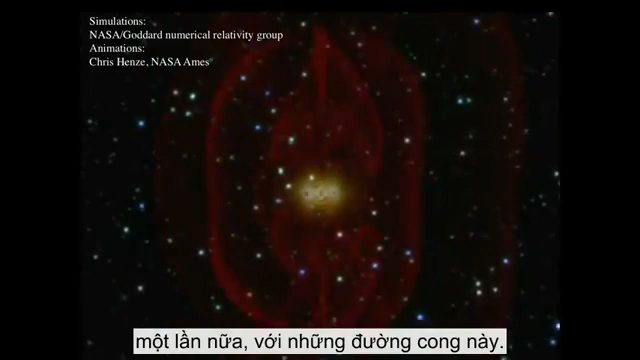 Simulations:
NASA/Goddard numerical relativity group
Animations:
Chris Henze, NASA Ames
một lần nữa, với những đường cong này.